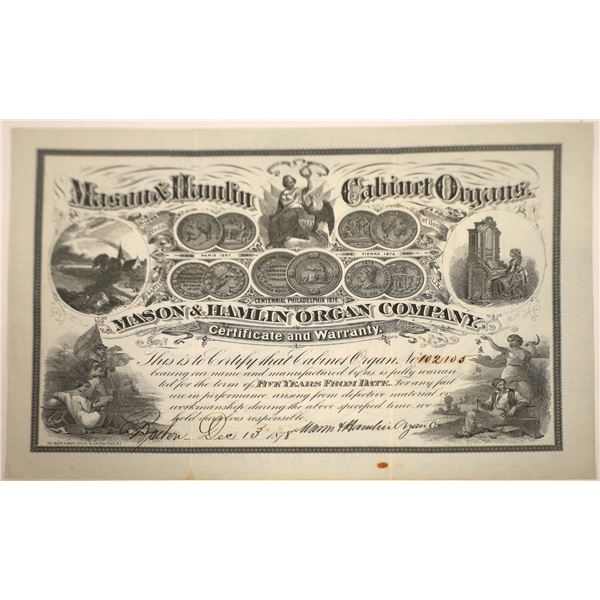 Mason & Hamlin Cabinet Organs.
PARIS 1867. VIENNA 1873.
CENTENNIAL PHILADELPHIA 1876.
MASON & HAMLIN ORGAN COMPANY.
Certificate and Warranty.
This is to Certify that Cabinet Organ, No 102105
bearing our name and manufactured by us is fully warran
ted for the term of FIVE YEARS FROM DATE. For any fail
ure in performance arising from defective material or
workmanship during the above specified time, we
hold ourselves responsible.
Boston, Dec 13 1878 Mason & Hamlin Organ Co